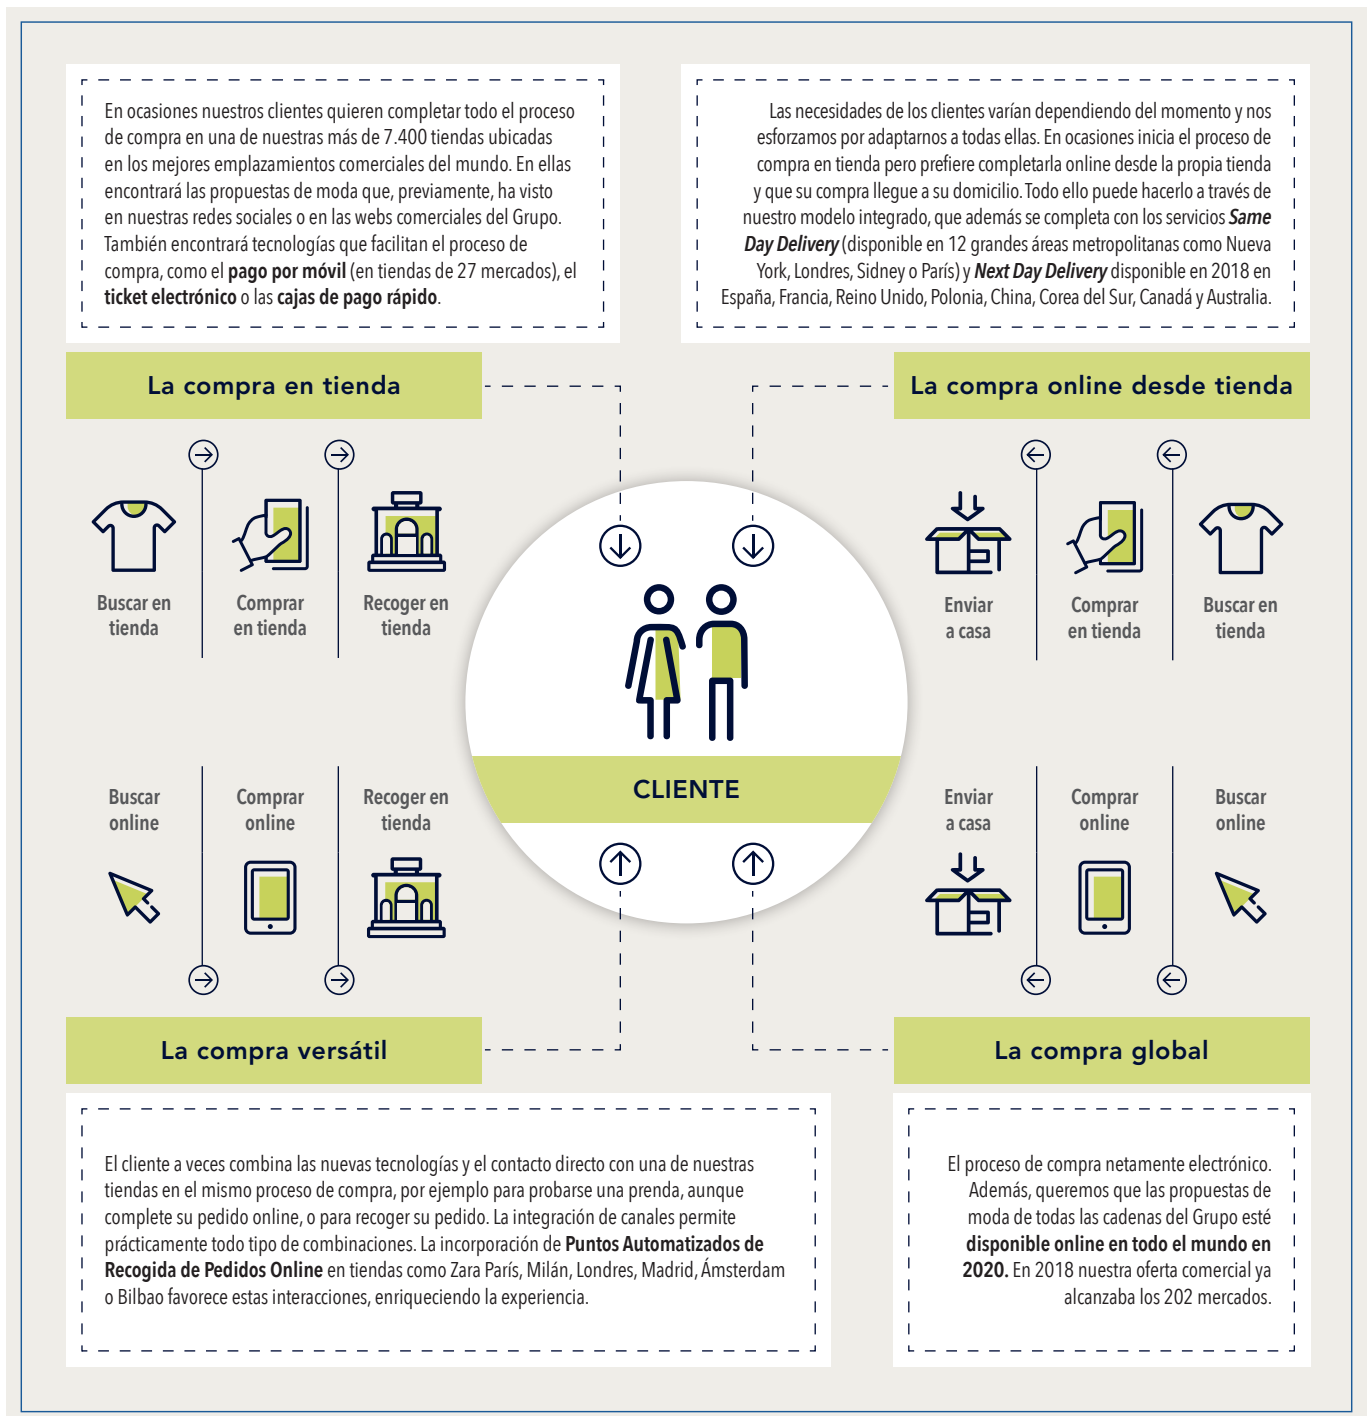 En ocasiones nuestros clientes quieren completar todo el proceso
de compra en una de nuestras más de 7.400 tiendas ubicadas
en los mejores emplazamientos comerciales del mundo. En ellas
encontrará las propuestas de moda que, previamente, ha visto
en nuestras redes sociales o en las webs comerciales del Grupo.
También encontrará tecnologías que facilitan el proceso de
compra, como el pago por móvil (en tiendas de 27 mercados), el
ticket electrónico o las cajas de pago rápido.
Las necesidades de los clientes varían dependiendo del momento y nos
esforzamos por adaptarnos a todas ellas. En ocasiones inicia el proceso de
compra en tienda pero prefiere completarla online desde la propia tienda
y que su compra llegue a su domicilio. Todo ello puede hacerlo a través de
nuestro modelo integrado, que además se completa con los servicios Same
Day Delivery (disponible en 12 grandes áreas metropolitanas como Nueva
York, Londres, Sidney o París) y Next Day Delivery disponible en 2018 en
España, Francia, Reino Unido, Polonia, China, Corea del Sur, Canadá y Australia.
La compra en tienda
La compra online desde tienda
Buscar en
tienda
Comprar
en tienda
Recoger en
tienda
Enviar
a casa
Comprar
en tienda
Buscar en
tienda
CLIENTE
Buscar
online
Comprar
online
Recoger en
tienda
Enviar
a casa
Comprar
online
Buscar
online
La compra versátil
La compra global
El cliente a veces combina las nuevas tecnologías y el contacto directo con una de nuestras
tiendas en el mismo proceso de compra, por ejemplo para probarse una prenda, aunque
complete su pedido online, o para recoger su pedido. La integración de canales permite
prácticamente todo tipo de combinaciones. La incorporación de Puntos Automatizados de
Recogida de Pedidos Online en tiendas como Zara París, Milán, Londres, Madrid, Ámsterdam
o Bilbao favorece estas interacciones, enriqueciendo la experiencia.
El proceso de compra netamente electrónico.
Además, queremos que las propuestas de
moda de todas las cadenas del Grupo esté
disponible online en todo el mundo en
2020. En 2018 nuestra oferta comercial ya
alcanzaba los 202 mercados.